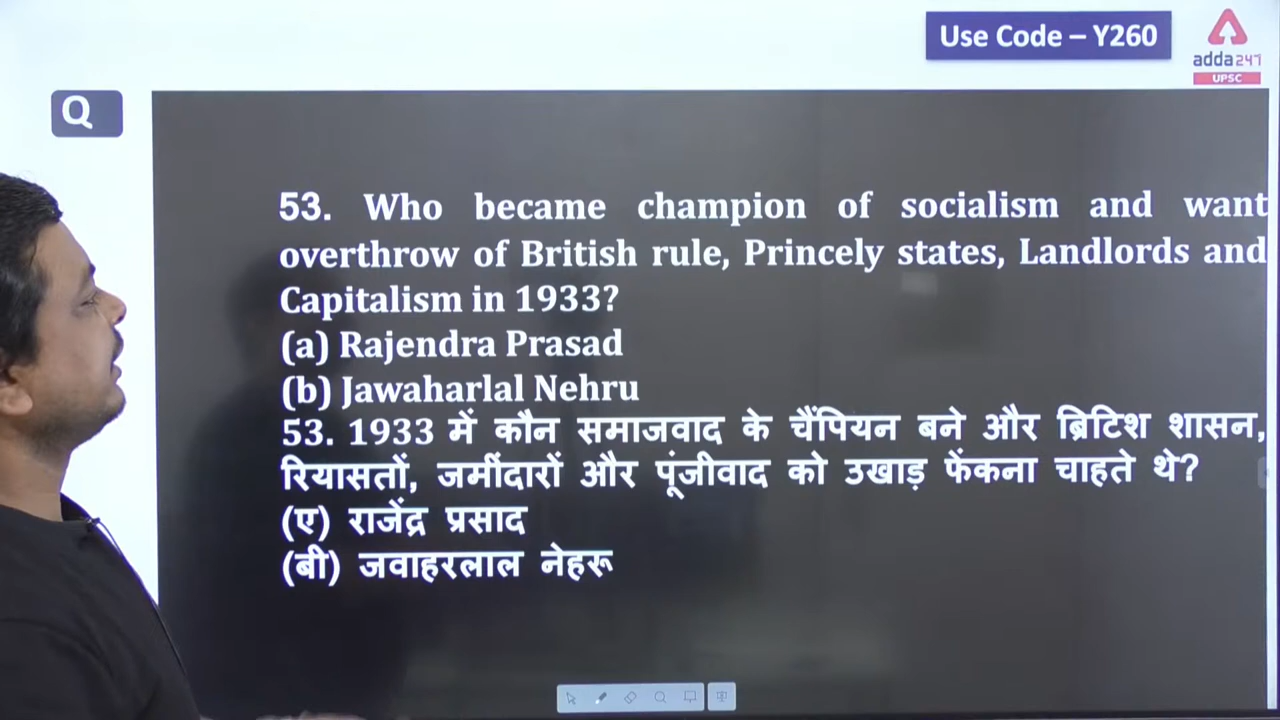 Use Code – Y260
adda247
UPSC
Q
53. Who became champion of socialism and want
overthrow of British rule, Princely states, Landlords and
Capitalism in 1933?
(a) Rajendra Prasad
(b) Jawaharlal Nehru
53. 1933 में कौन समाजवाद के चैंपियन बने और ब्रिटिश शासन,
रियासतों, जमींदारों और पूंजीवाद को उखाड़ फेंकना चाहते थे?
(ए) राजेंद्र प्रसाद
(बी) जवाहरलाल नेहरू